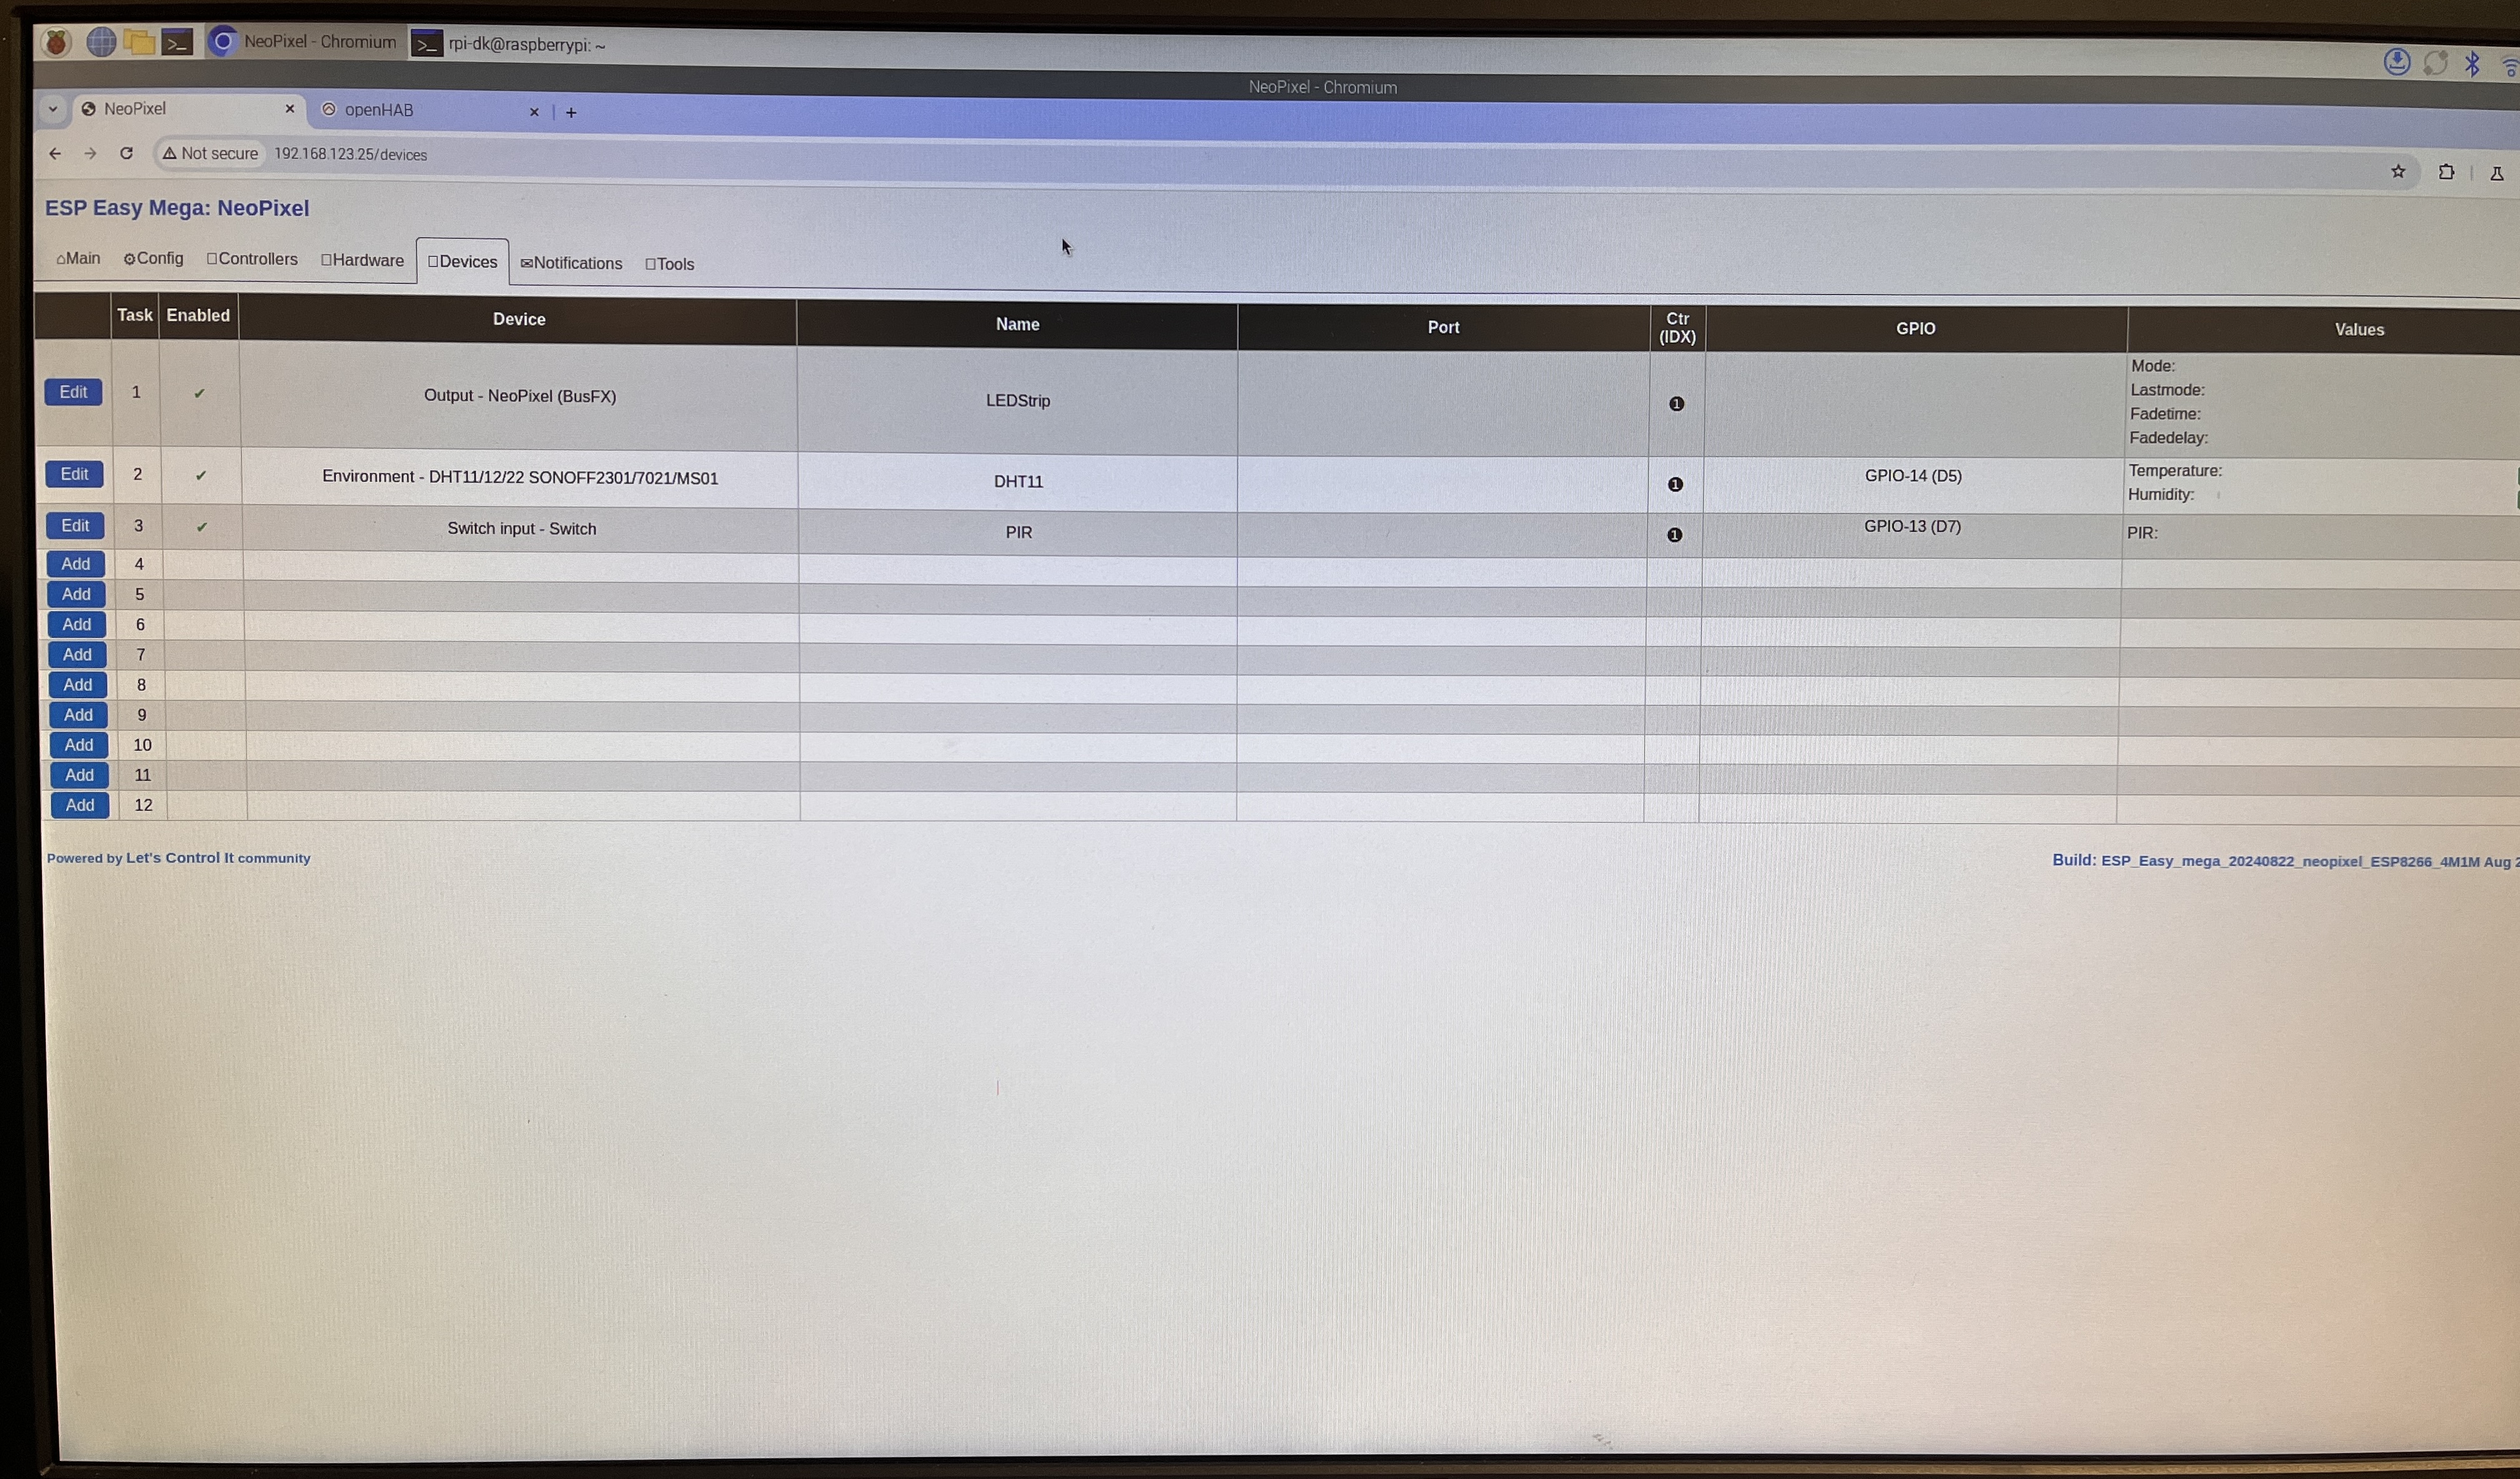 NeoPixel - Chromium
rpi-dk@raspberrypi: ~
NeoPixel - Chromium
NeoPixel
openHAB
Not secure 192.168.123.25/devices
ESP Easy Mega: NeoPixel
Main Config Controllers Hardware Devices Notifications Tools
Task Enabled Device Name Port Ctr (IDX) GPIO Values
Edit 1 ✔ Output - NeoPixel (BusFX) LEDStrip ❶ Mode:
Lastmode:
Fadetime:
Fadedelay:
Edit 2 ✔ Environment - DHT11/12/22 SONOFF2301/7021/MS01 DHT11 ❶ GPIO-14 (D5) Temperature:
Humidity:
Edit 3 ✔ Switch input - Switch PIR ❶ GPIO-13 (D7) PIR:
Add 4
Add 5
Add 6
Add 7
Add 8
Add 9
Add 10
Add 11
Add 12
Powered by Let's Control It community
Build: ESP_Easy_mega_20240822_neopixel_ESP8266_4M1M Aug